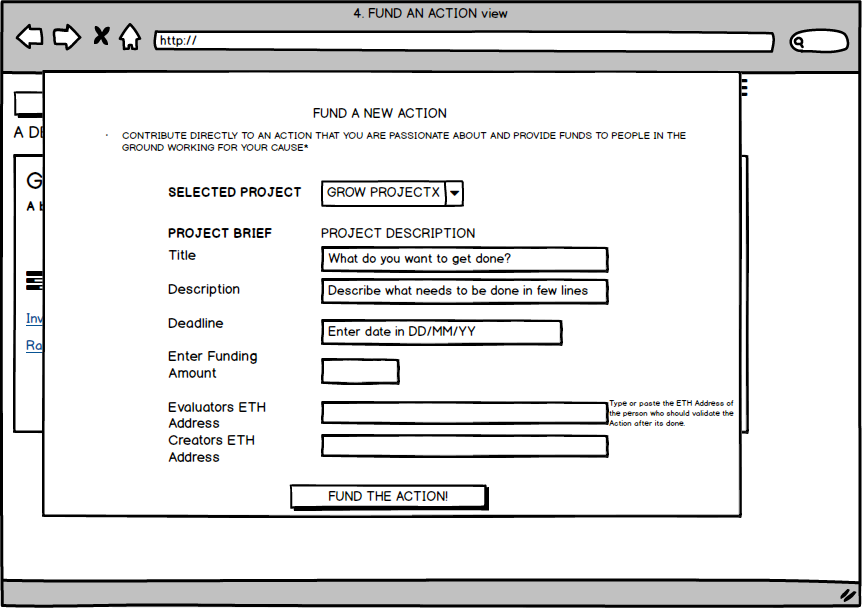 4. FUND AN ACTION view
http://
FUND A NEW ACTION
· CONTRIBUTE DIRECTLY TO AN ACTION THAT YOU ARE PASSIONATE ABOUT AND PROVIDE FUNDS TO PEOPLE IN THE
GROUND WORKING FOR YOUR CAUSE*
A DE
G
A b
SELECTED PROJECT GROW PROJECTX
PROJECT BRIEF PROJECT DESCRIPTION
Title What do you want to get done?
Description Describe what needs to be done in few lines
Inv
Deadline Enter date in DD/MM/YY
Ra
Enter Funding
Amount
Evaluators ETH
Address
Type or paste the ETH Address of
the person who should validate the
Action after its done.
Creators ETH
Address
FUND THE ACTION!